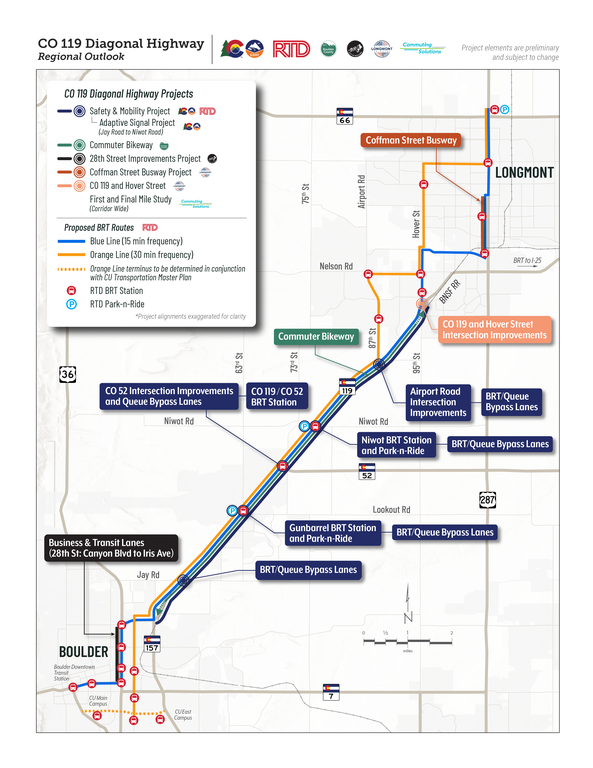 CO 119 Diagonal Highway
Regional Outlook
RTD
LONGMONT
Commuting
Solutions
Project elements are preliminary
and subject to change
CO 119 Diagonal Highway Projects
Safety & Mobility Project
RTD
Adaptive Signal Project
(Jay Road to Niwot Road)
Commuter Bikeway
28th Street Improvements Project
Coffman Street Busway Project
CO 119 and Hover Street
First and Final Mile Study
(Corridor Wide)
Commuting
Solutions
Proposed BRT Routes RTD
Blue Line (15 min frequency)
Orange Line (30 min frequency)
Orange Line terminus to be determined in conjunction
with CU Transportation Master Plan
RTD BRT Station
P RTD Park-n-Ride
*Project alignments exaggerated for clarity
66
P
Coffman Street Busway
LONGMONT
75th St
Airport Rd
Hover St
Nelson Rd
BRT to I-25
BNSF RR
CO 119 and Hover Street
Intersection Improvements
Commuter Bikeway
87th St
95th St
63rd St
73rd St
36
119
CO 52 Intersection Improvements
and Queue Bypass Lanes
CO 119/CO 52
BRT Station
Airport Road
Intersection
Improvements
BRT/Queue
Bypass Lanes
Niwot Rd
P
Niwot Rd
Niwot BRT Station
and Park-n-Ride
BRT/Queue Bypass Lanes
52
287
P
Lookout Rd
Gunbarrel BRT Station
and Park-n-Ride
BRT/Queue Bypass Lanes
Business & Transit Lanes
(28th St: Canyon Blvd to Iris Ave)
Jay Rd
BRT/Queue Bypass Lanes
N
0 ½ 1 2
miles
157
BOULDER
Boulder Downtown
Transit
Station
7
CU Main
Campus
CU East
Campus